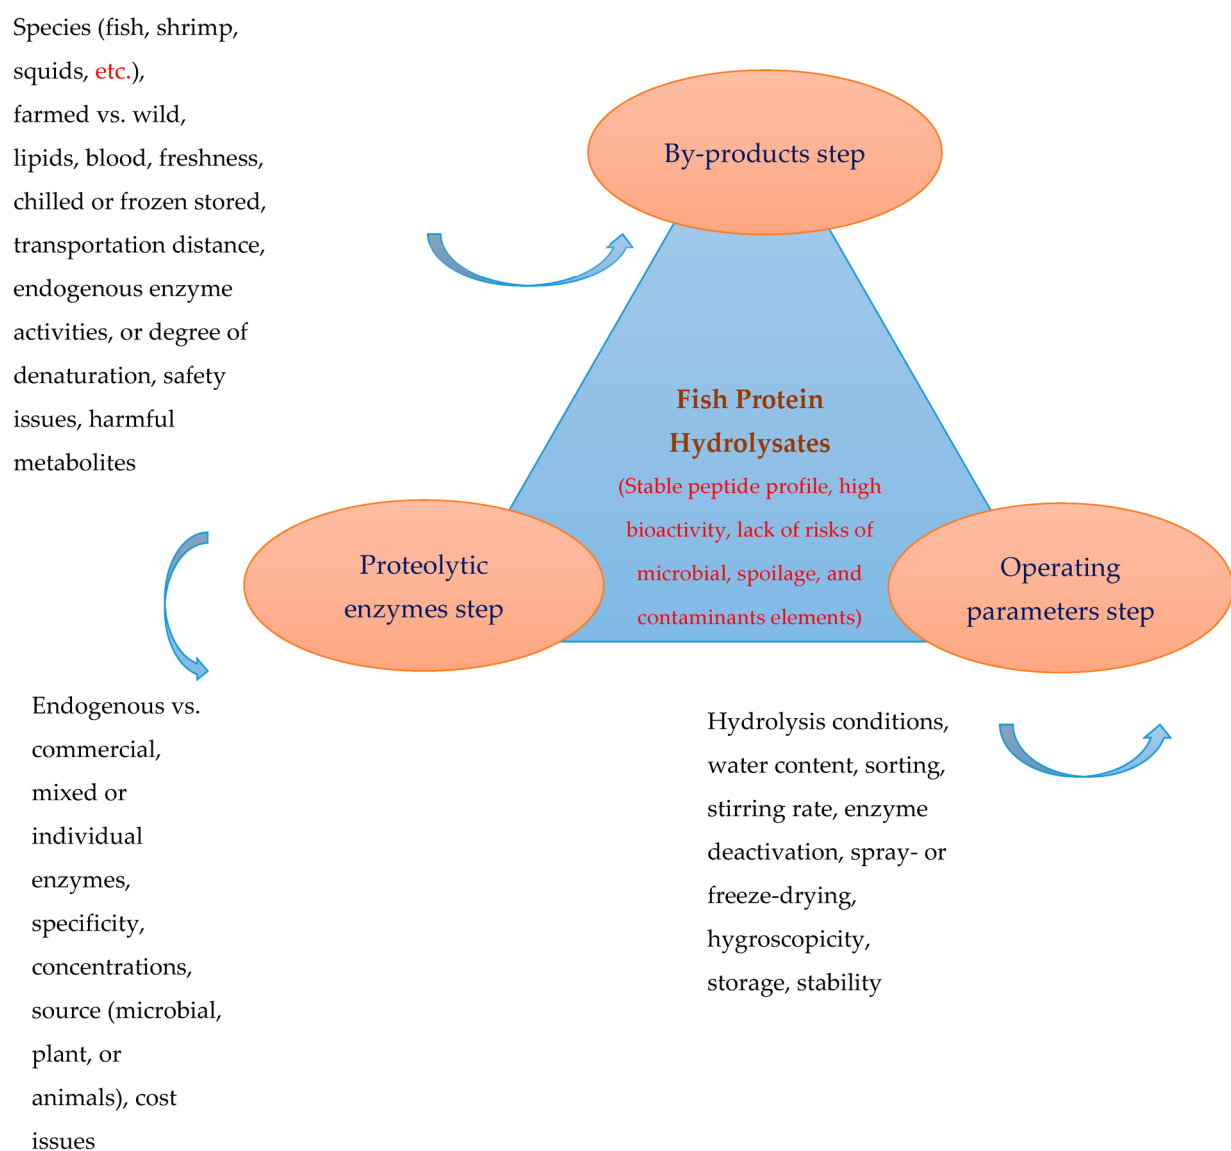 Species (fish, shrimp,
squids, etc.),
farmed vs. wild,
lipids, blood, freshness,
chilled or frozen stored,
transportation distance,
endogenous enzyme
activities, or degree of
denaturation, safety
issues, harmful
metabolites
By-products step
Fish Protein
Hydrolysates
(Stable peptide profile, high
bioactivity, lack of risks of
microbial, spoilage, and
contaminants elements)
Proteolytic
enzymes step
Operating
parameters step
Endogenous vs.
commercial,
mixed or
individual
enzymes,
specificity,
concentrations,
source (microbial,
plant, or
animals), cost
issues
Hydrolysis conditions,
water content, sorting,
stirring rate, enzyme
deactivation, spray- or
freeze-drying,
hygroscopicity,
storage, stability